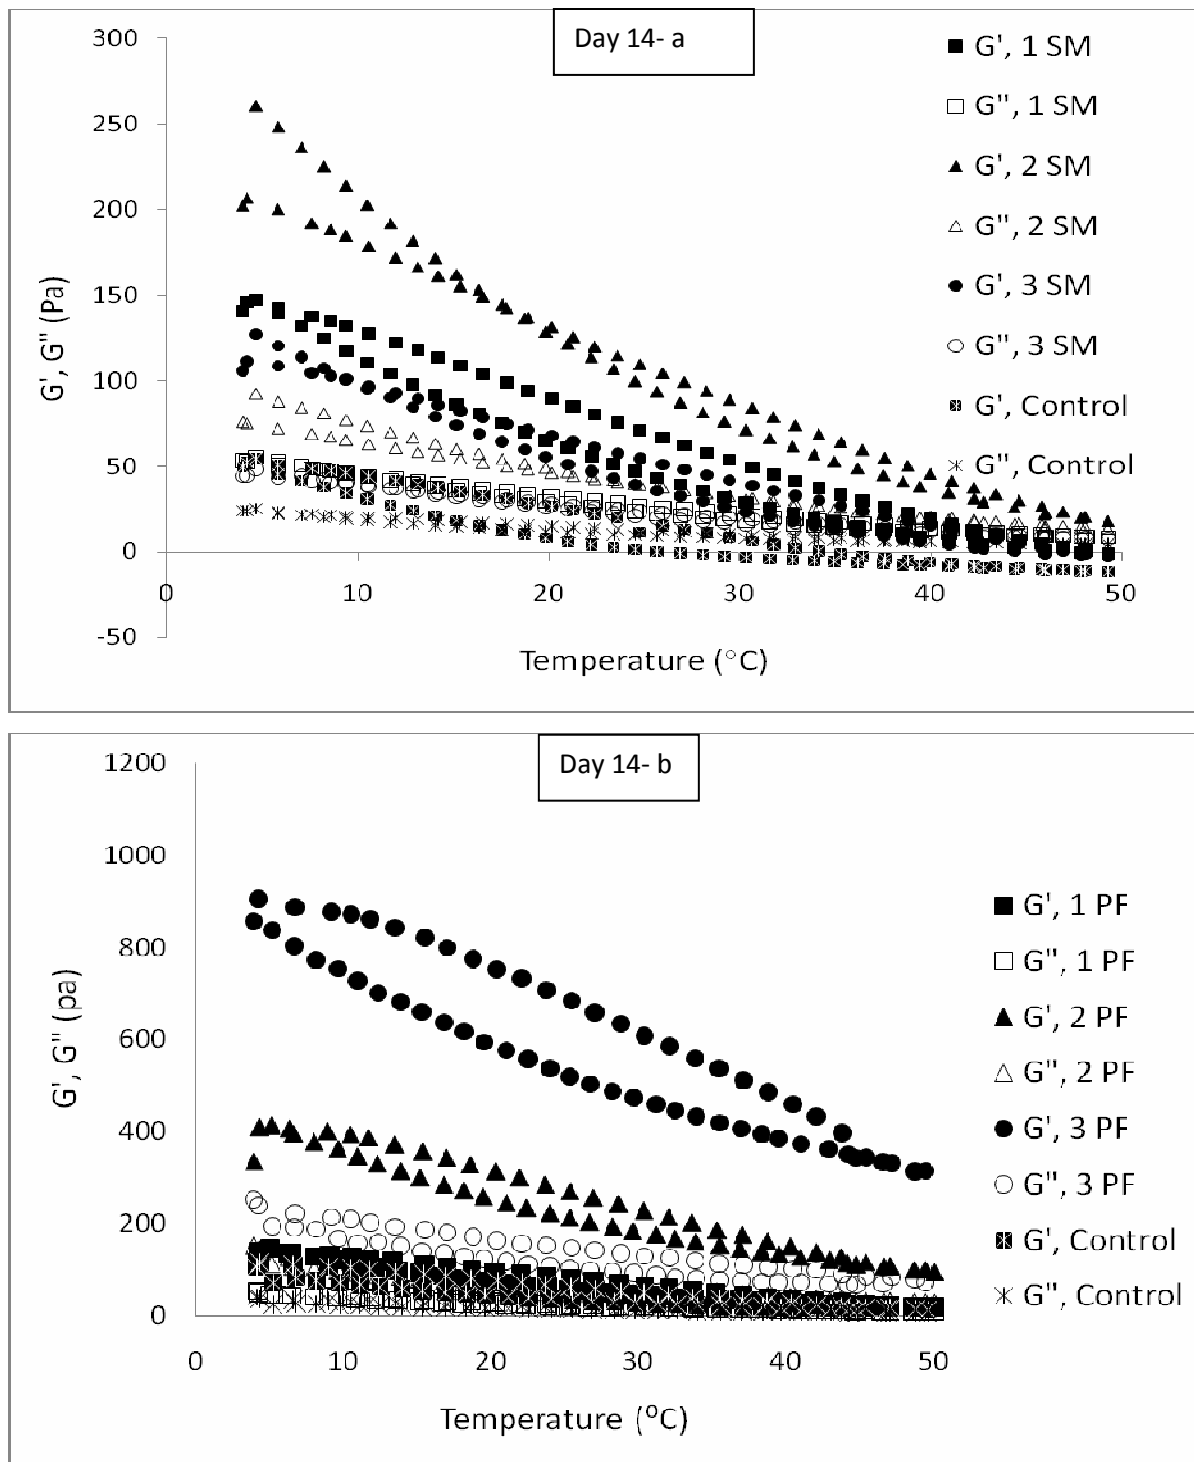 Day 14- a
300
250
200
150
100
50
0
-50
G', G'' (Pa)
0 10 20 30 40 50
Temperature (°C)
G', 1 SM
G'', 1 SM
G', 2 SM
G'', 2 SM
G', 3 SM
G'', 3 SM
G', Control
G'', Control
Day 14- b
1200
1000
800
600
400
200
0
G', G'' (pa)
0 10 20 30 40 50
Temperature (⁰C)
G', 1 PF
G'', 1 PF
G', 2 PF
G'', 2 PF
G', 3 PF
G'', 3 PF
G', Control
G'', Control